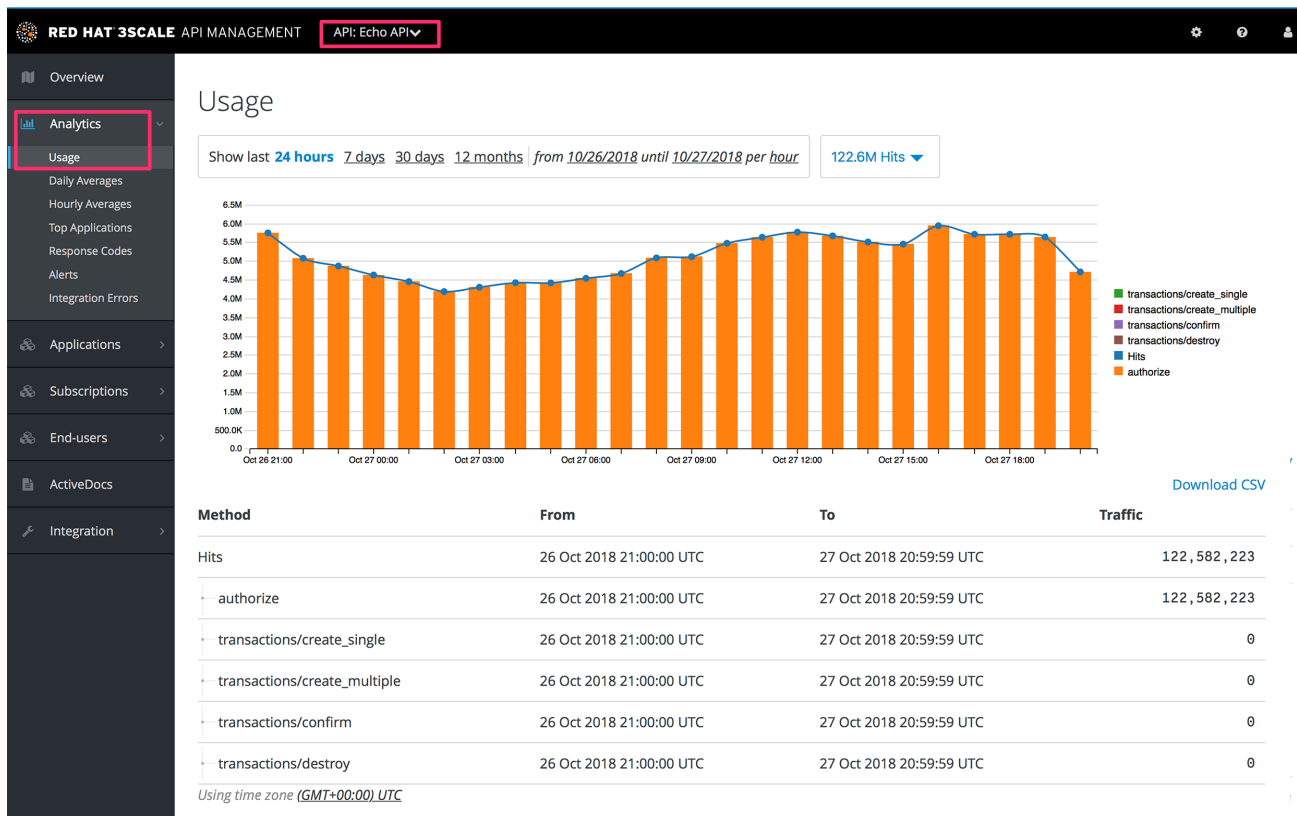 RED HAT 3SCALE API MANAGEMENT
API: Echo API
Overview
Analytics
Usage
Daily Averages
Hourly Averages
Top Applications
Response Codes
Alerts
Integration Errors
Applications
Subscriptions
End-users
ActiveDocs
Integration
Usage
Show last 24 hours 7 days 30 days 12 months from 10/26/2018 until 10/27/2018 per hour
122.6M Hits
6.5M
6.0M
5.5M
5.0M
4.5M
4.0M
3.5M
3.0M
2.5M
2.0M
1.5M
1.0M
500.0K
0.0
Oct 26 21:00 Oct 27 00:00 Oct 27 03:00 Oct 27 06:00 Oct 27 09:00 Oct 27 12:00 Oct 27 15:00 Oct 27 18:00
transactions/create_single
transactions/create_multiple
transactions/confirm
transactions/destroy
Hits
authorize
Download CSV
Method From To Traffic
Hits 26 Oct 2018 21:00:00 UTC 27 Oct 2018 20:59:59 UTC 122,582,223
authorize 26 Oct 2018 21:00:00 UTC 27 Oct 2018 20:59:59 UTC 122,582,223
transactions/create_single 26 Oct 2018 21:00:00 UTC 27 Oct 2018 20:59:59 UTC 0
transactions/create_multiple 26 Oct 2018 21:00:00 UTC 27 Oct 2018 20:59:59 UTC 0
transactions/confirm 26 Oct 2018 21:00:00 UTC 27 Oct 2018 20:59:59 UTC 0
transactions/destroy 26 Oct 2018 21:00:00 UTC 27 Oct 2018 20:59:59 UTC 0
Using time zone (GMT+00:00) UTC